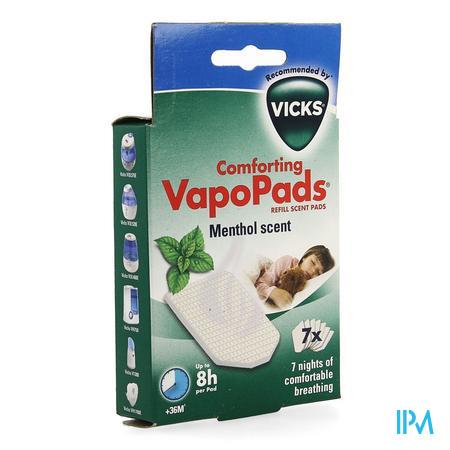 Recommended by
VICKS
Comforting
VapoPads®
REFILL SCENT PADS
Menthol scent
7x
Up to
8h
per Pad
+36M
7 nights of
comfortable
breathing
IPM